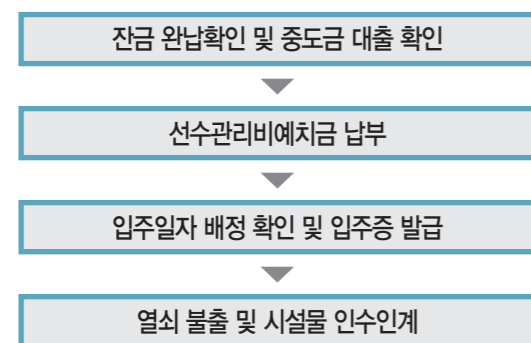 잔금 완납확인 및 중도금 대출 확인
선수관리비예치금 납부
입주일자 배정 확인 및 입주증 발급
열쇠 불출 및 시설물 인수인계